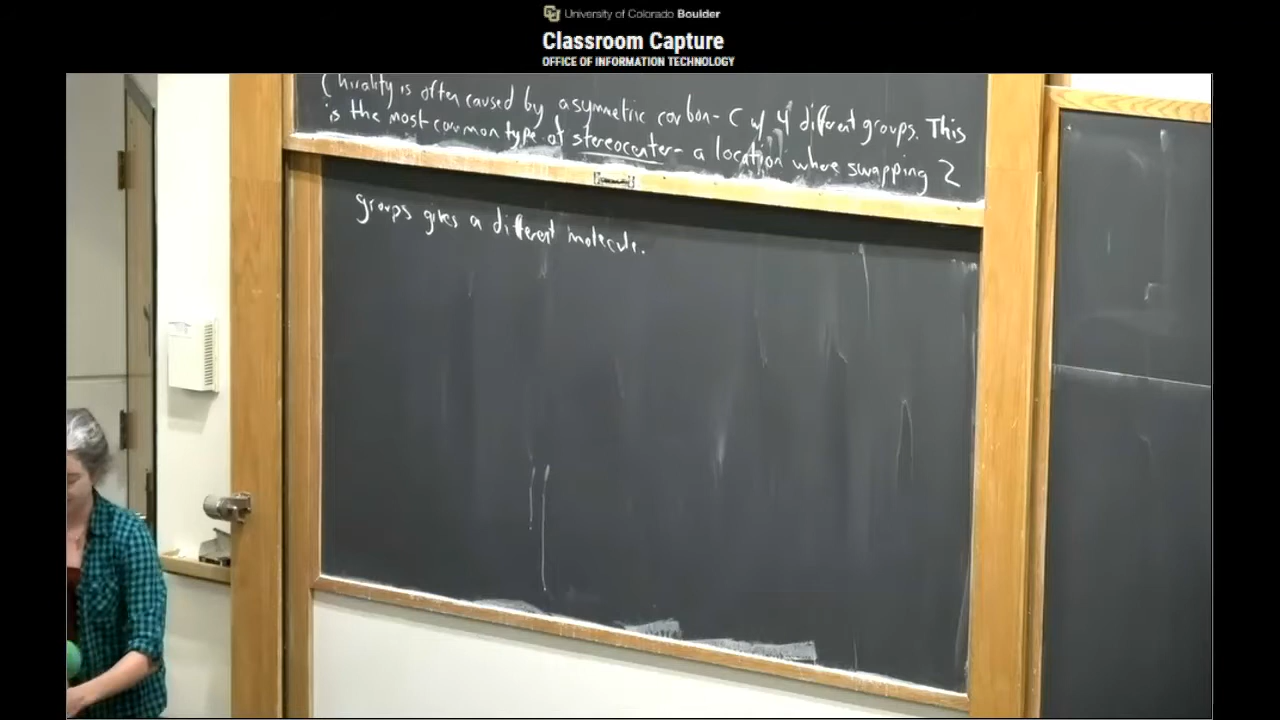 University of Colorado Boulder
Classroom Capture
OFFICE OF INFORMATION TECHNOLOGY
Chirality is often caused by asymmetric carbon- C w/ 4 different groups. This
is the most common type of stereocenter- a location where swapping 2
groups gives a different molecule.